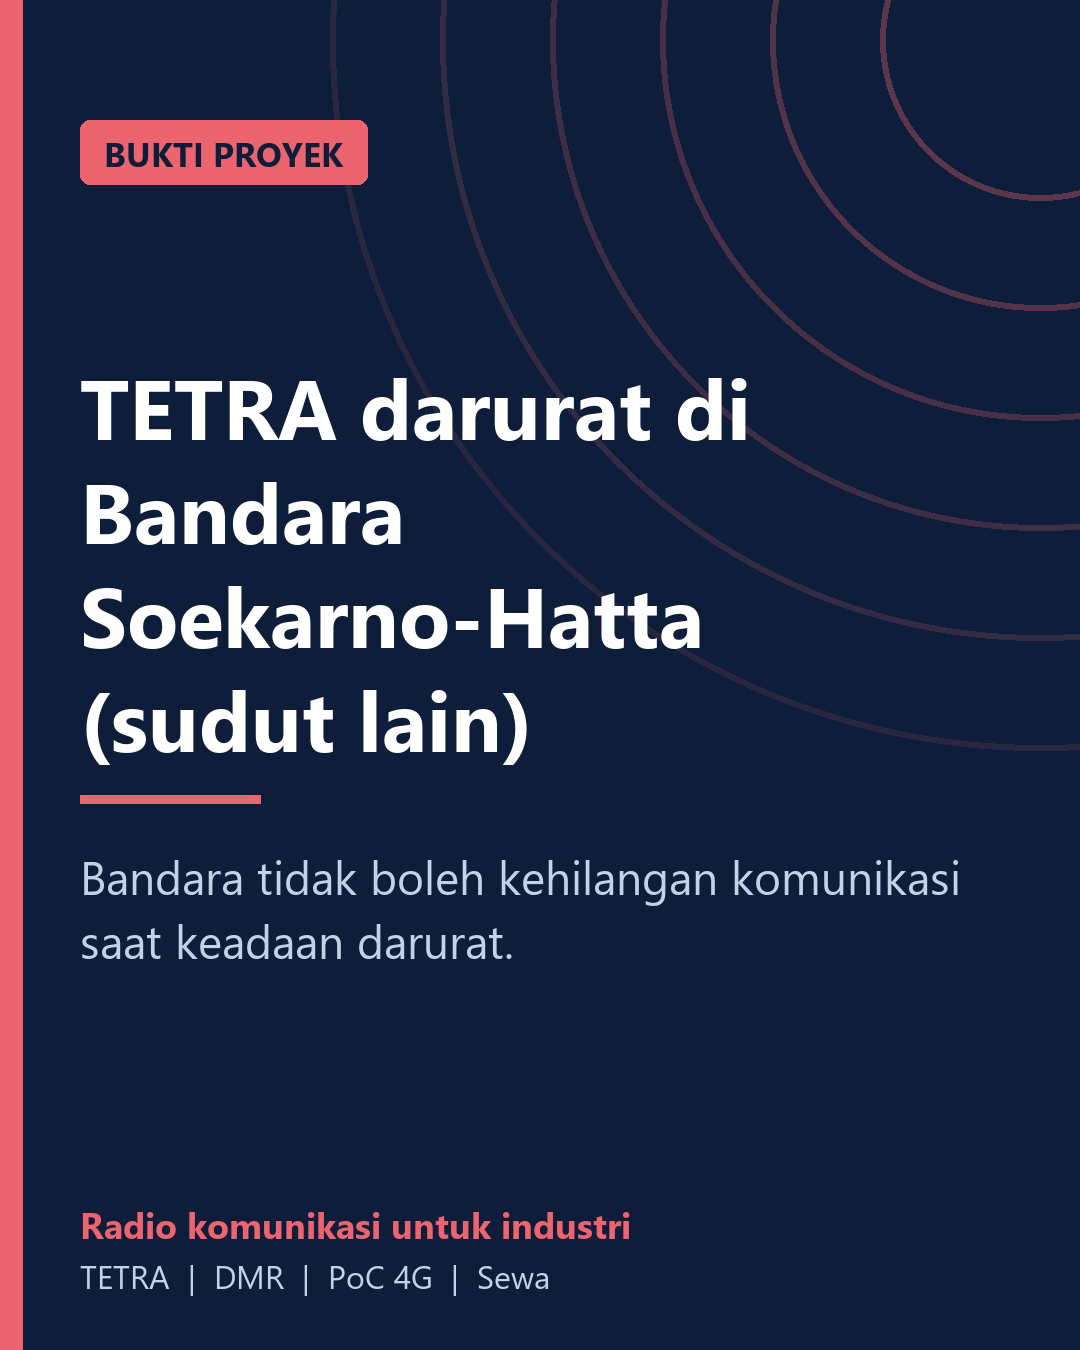 BUKTI PROYEK
TETRA darurat di
Bandara
Soekarno-Hatta
(sudut lain)
Bandara tidak boleh kehilangan komunikasi
saat keadaan darurat.
Radio komunikasi untuk industri
TETRA | DMR | PoC 4G | Sewa